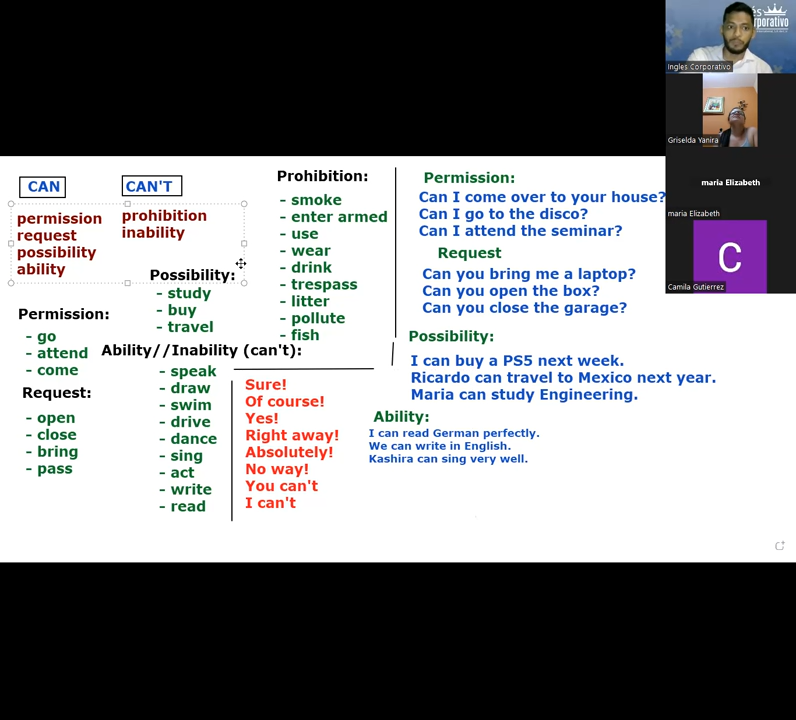 CAN
CAN'T
permission
request
possibility
ability
prohibition
inability
Possibility:
- study
- buy
- travel
Permission:
- go
- attend
- come
Request:
- open
- close
- bring
- pass
Ability//Inability (can't):
- speak
- draw
- swim
- drive
- dance
- sing
- act
- write
- read
Sure!
Of course!
Yes!
Right away!
Absolutely!
No way!
You can't
I can't
Prohibition:
- smoke
- enter armed
- use
- wear
- drink
- trespass
- litter
- pollute
- fish
Permission:
Can I come over to your house?
Can I go to the disco?
Can I attend the seminar?
Request
Can you bring me a laptop?
Can you open the box?
Can you close the garage?
Possibility:
I can buy a PS5 next week.
Ricardo can travel to Mexico next year.
Maria can study Engineering.
Ability:
I can read German perfectly.
We can write in English.
Kashira can sing very well.
Ingles Corporativo
Griselda Yanira
maria Elizabeth
maria Elizabeth
C
Camila Gutierrez